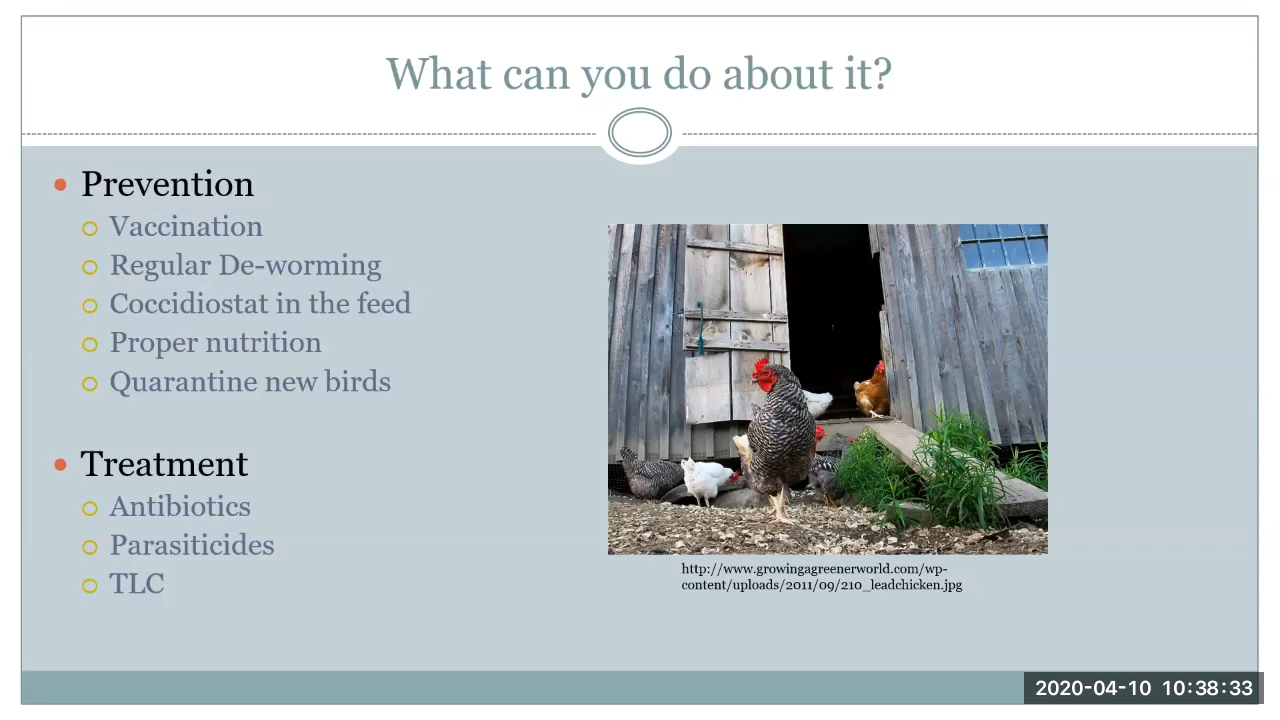 What can you do about it?
Prevention
Vaccination
Regular De-worming
Coccidiostat in the feed
Proper nutrition
Quarantine new birds
Treatment
Antibiotics
Parasiticides
TLC
http://www.growingagreenerworld.com/wp-
content/uploads/2011/09/210_leadchicken.jpg
2020-04-10 10:38:33